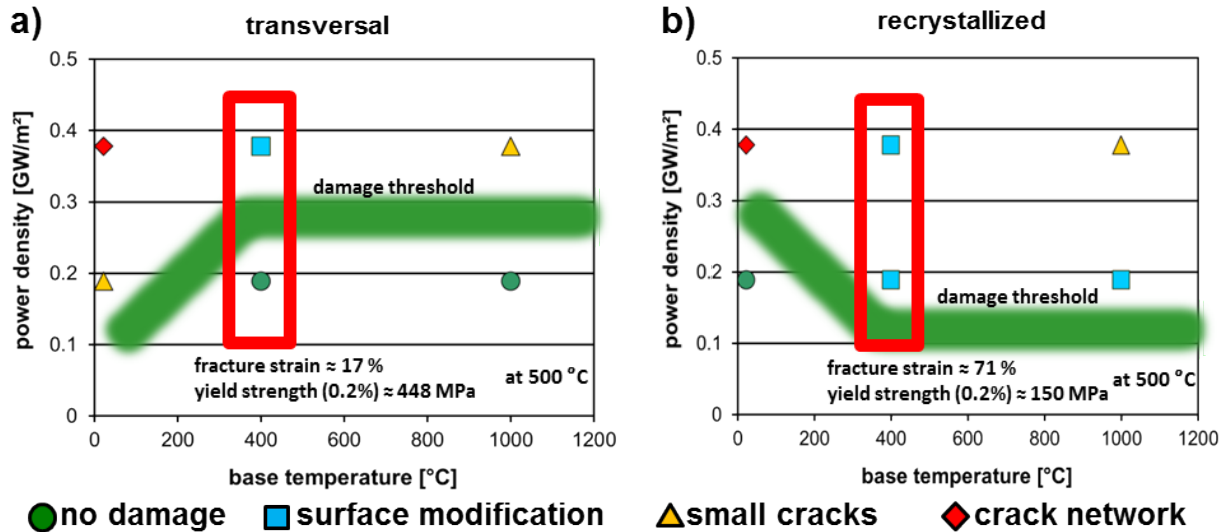 a)
transversal
power density [GW/m²]
0.5
0.4
0.3
0.2
0.1
0
damage threshold
fracture strain ≈ 17 %
yield strength (0.2%) ≈ 448 MPa
at 500 °C
0 200 400 600 800 1000 1200
base temperature [°C]
b)
recrystallized
power density [GW/m²]
0.5
0.4
0.3
0.2
0.1
0
damage threshold
fracture strain ≈ 71 %
yield strength (0.2%) ≈ 150 MPa
at 500 °C
0 200 400 600 800 1000 1200
base temperature [°C]
no damage surface modification small cracks crack network